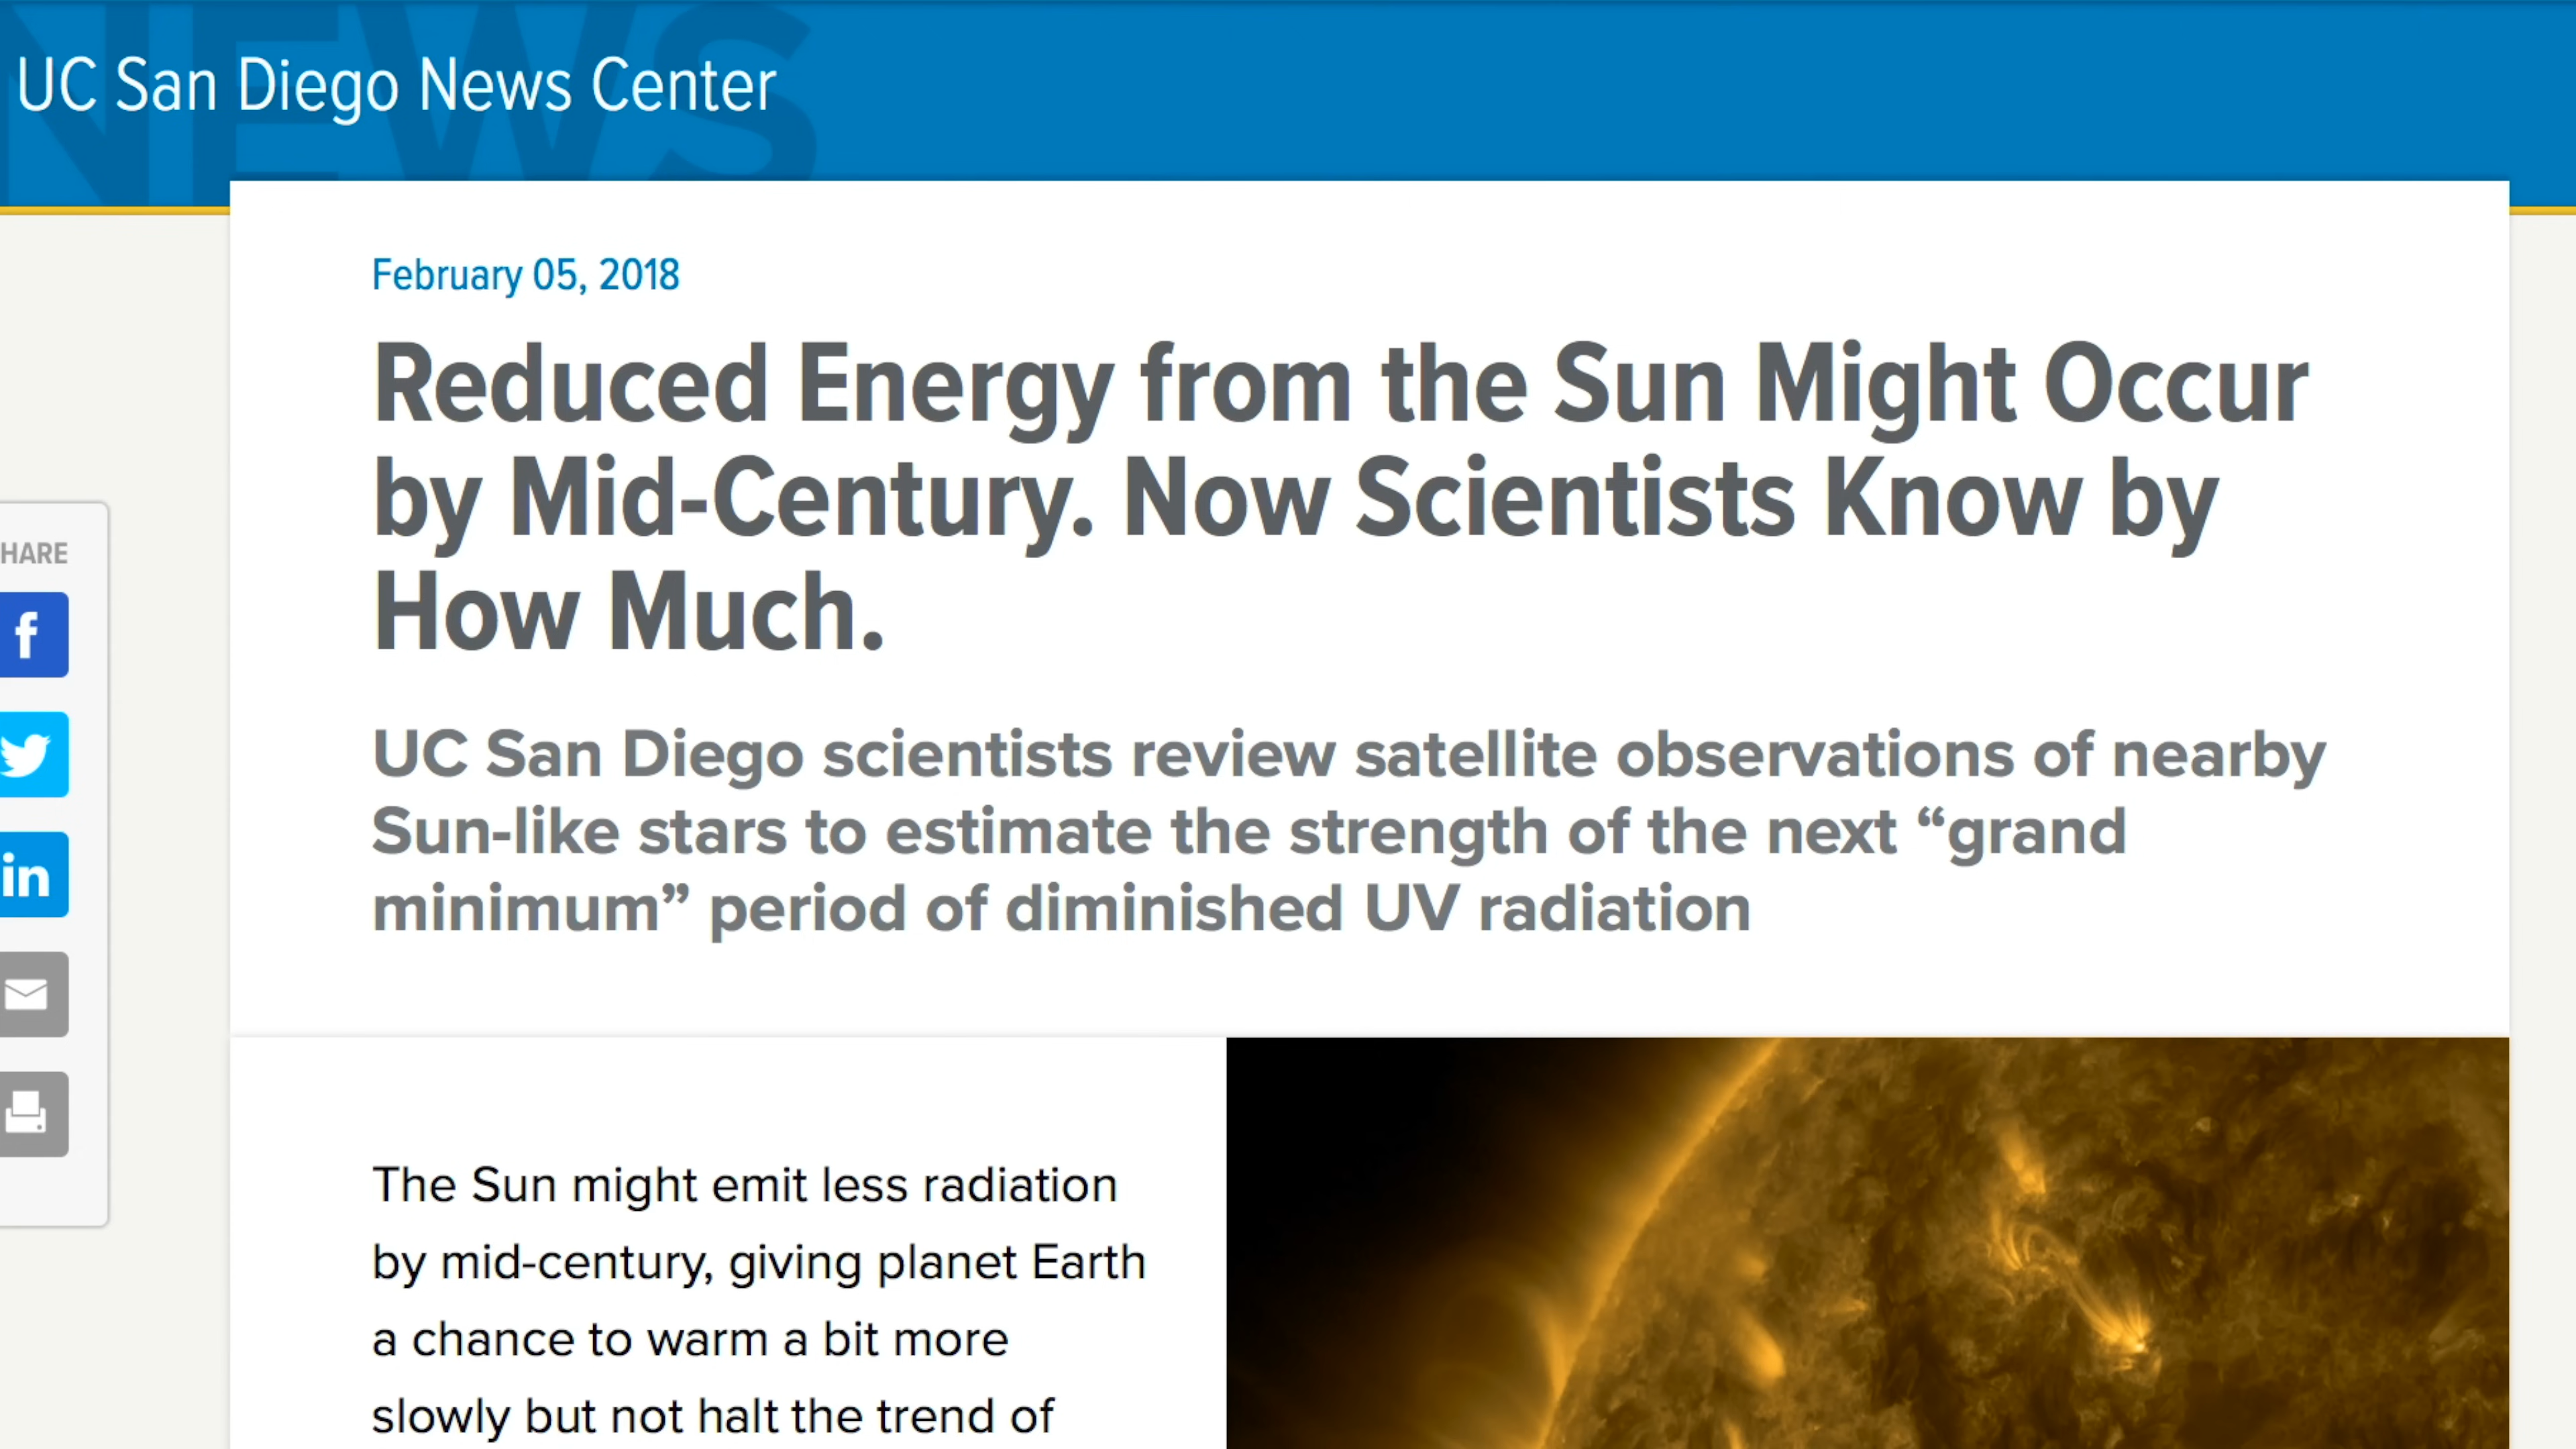 NEWS
UC San Diego News Center
February 05, 2018
Reduced Energy from the Sun Might Occur
by Mid-Century. Now Scientists Know by
How Much.
UC San Diego scientists review satellite observations of nearby
Sun-like stars to estimate the strength of the next “grand
minimum” period of diminished UV radiation
HARE
f
in
The Sun might emit less radiation
by mid-century, giving planet Earth
a chance to warm a bit more
slowly but not halt the trend of